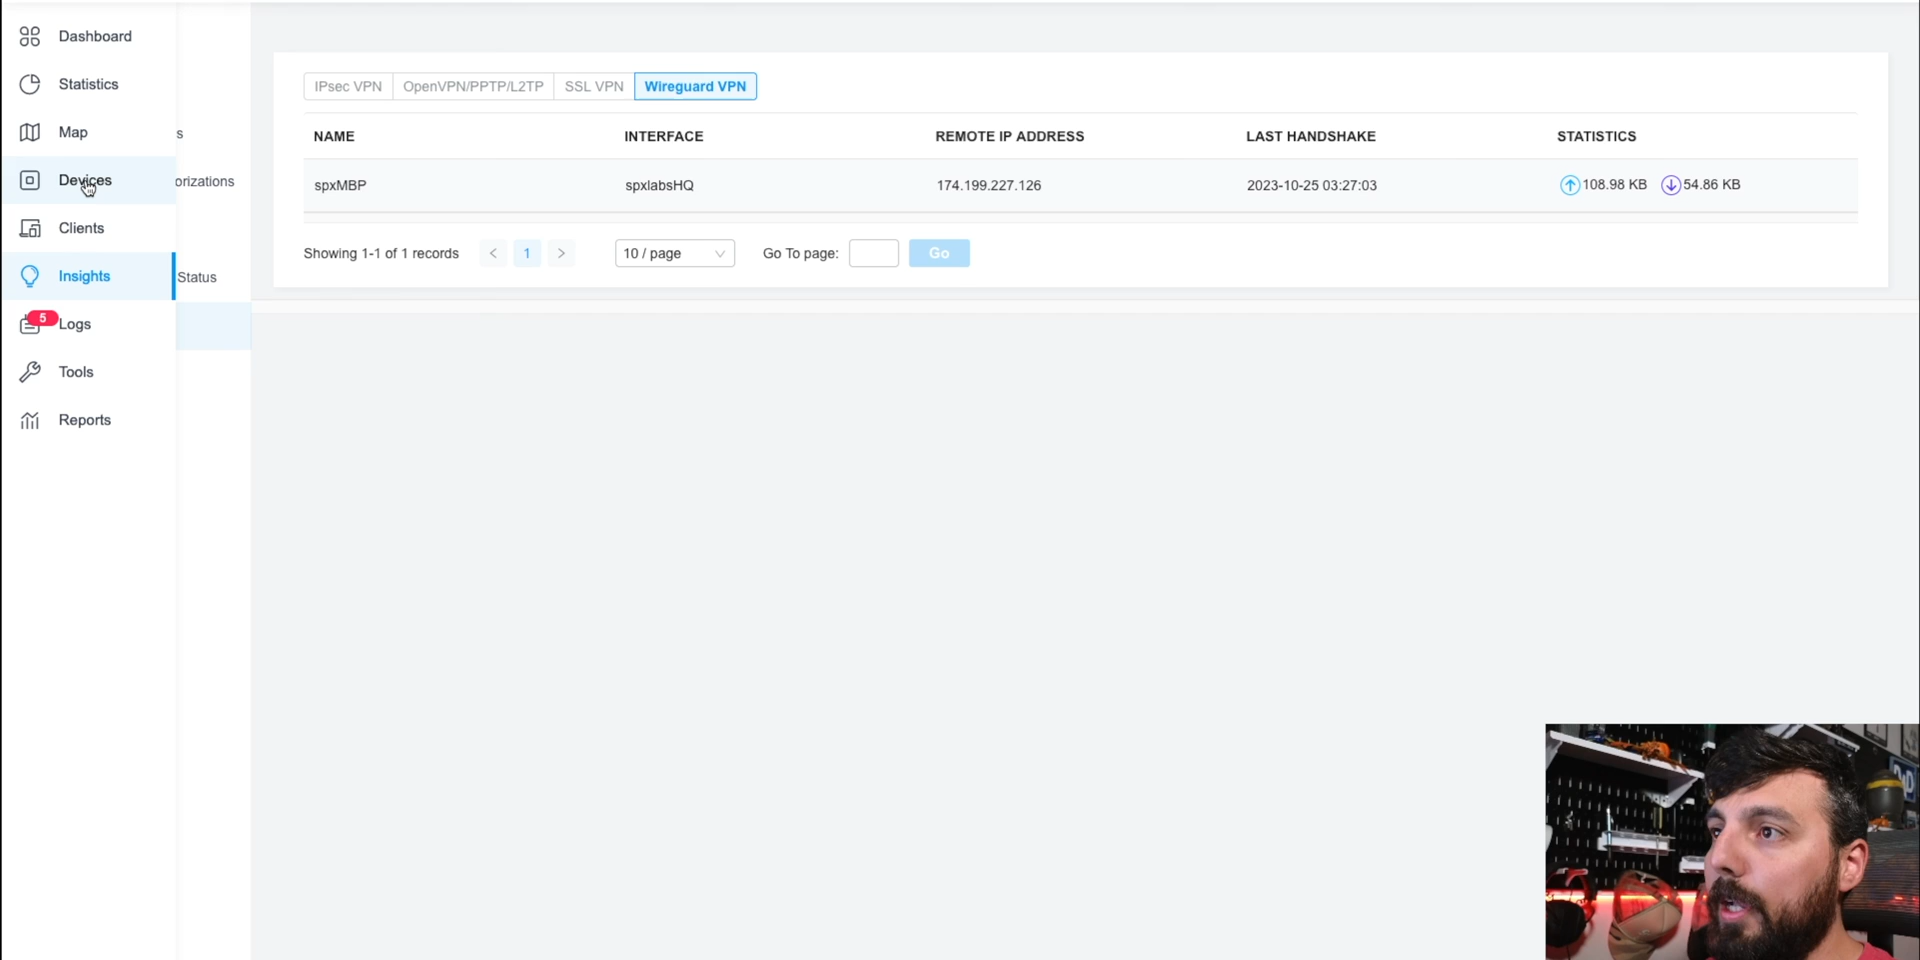 Dashboard
Statistics
Map
Devices
Clients
Insights
5
Logs
Tools
Reports
s
orizations
Status
IPsec VPN OpenVPN/PPTP/L2TP SSL VPN Wireguard VPN
NAME INTERFACE REMOTE IP ADDRESS LAST HANDSHAKE STATISTICS
spxMBP spxlabsHQ 174.199.227.126 2023-10-25 03:27:03 108.98 KB 54.86 KB
Showing 1-1 of 1 records < 1 > 10 / page Go To page: Go